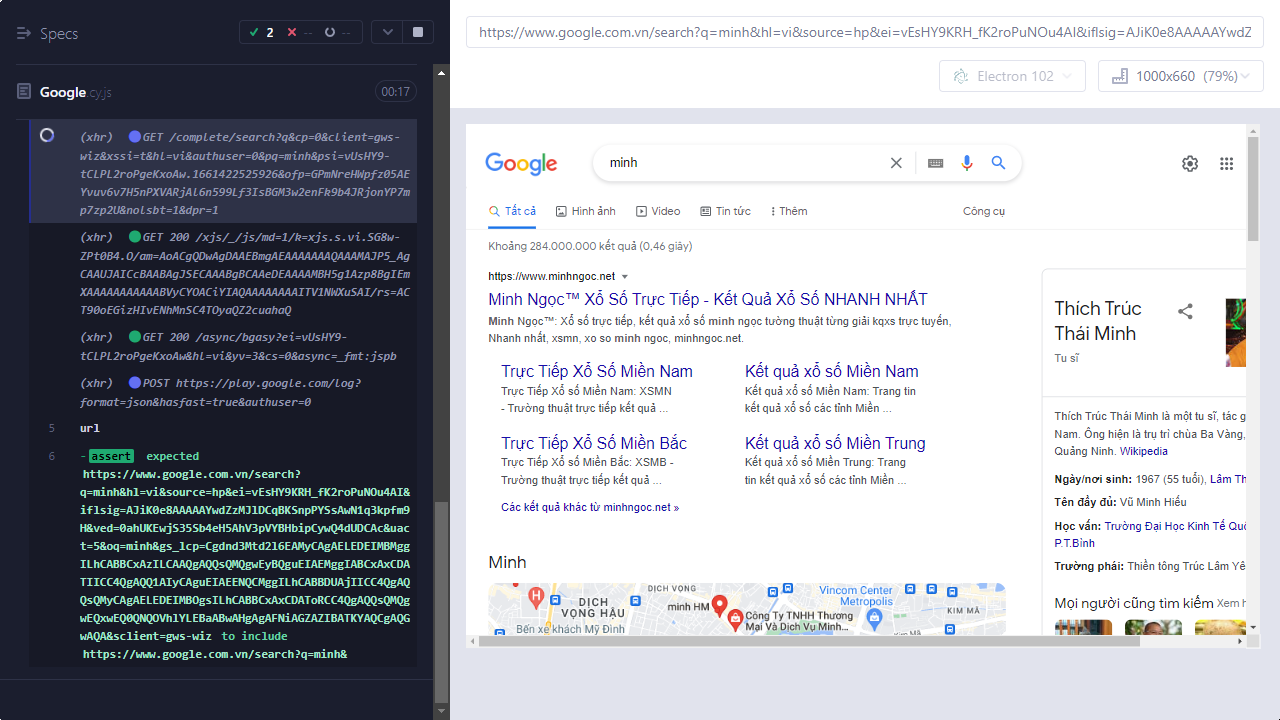 Specs
2
--
--
Google.cy.js
00:17
(xhr) GET /complete/search?q&cp=0&client=gws-
wiz&xssi=t&hl=vi&authuser=0&pq=minh&psi=vUsHY9-
tCLPL2roPgeKxoAw.1661422525926&ofp=GPmNreHWpfz05AE
Yvuv6v7H5nPXVARjAl6n599Lf3IsBGM3w2enFk9b4JRjonYP7m
p7zp2U&nolsbt=1&dpr=1
(xhr) GET 200 /xjs/_/js/md=1/k=xjs.s.vi.SG8w-
ZPt0B4.O/am=AoACgQDwAgDAAEBmgAEAAAAAAAQAAAMAJP5_Ag
CAAUJAICcBAABAgJSECAAABgBCAAeDEAAAAMBH5g1Azp8BgIEm
XAAAAAAAAAAABVyCYOACiYIAQAAAAAAAAITV1NWXuSAI/rs=AC
T90oEGizHIvENhMnSC4TOyaQZ2cuahaQ
(xhr) GET 200 /async/bgasy?ei=vUsHY9-
tCLPL2roPgeKxoAw&hl=vi&yv=3&cs=0&async=_fmt:jspb
(xhr) POST https://play.google.com/log?
format=json&hasfast=true&authuser=0
5 url
6 -assert expected
https://www.google.com.vn/search?
q=minh&hl=vi&source=hp&ei=vEsHY9KRH_fK2roPuNOu4AI&
iflsig=AJiK0e8AAAAAYwdZzMJ1DCqBKSnpPYSsAwN1q3kpfm9
H&ved=0ahUKEwjS35Sb4eH5AhV3pVYBHbipCywQ4dUDCAc&uac
t=5&oq=minh&gs_lcp=Cgdnd3Mtd2l6EAMyCAgAELEDEIMBMgg
ILhCABBCxAzILCAAQgAQQsQMQgwEyBQguEIAEMggIABCxAxCDA
TIICC4QgAQQ1AIyCAguEIAEENQCMggILhCABBDUAjIICC4QgAQ
QsQMyCAgAELEDEIMBOgsILhCABBCxAxCDAToRCC4QgAQQsQMQg
wEQxwEQ0QNQOVhlYLEBaABwAHgAgAFNiAGZAZIBATKYAQCgAQG
wAQA&sclient=gws-wiz to include
https://www.google.com.vn/search?q=minh&
https://www.google.com.vn/search?q=minh&hl=vi&source=hp&ei=vEsHY9KRH_fK2roPuNOu4AI&iflsig=AJiK0e8AAAAAYwdZ
Electron 102
1000x660 (79%)
Google
minh
Tất cả
Hình ảnh
Video
Tin tức
Thêm
Công cụ
Khoảng 284.000.000 kết quả (0,46 giây)
https://www.minhngoc.net
Minh Ngọc™ Xổ Số Trực Tiếp - Kết Quả Xổ Số NHANH NHẤT
Minh Ngọc™: Xổ số trực tiếp, kết quả xổ số minh ngọc tường thuật từng giải kqxs trực tuyến,
Nhanh nhất, xsmn, xo so minh ngoc, minhngoc.net.
Trực Tiếp Xổ Số Miền Nam
Trực Tiếp Xổ Số Miền Nam: XSMN
- Trường thuật trực tiếp kết quả ...
Kết quả xổ số Miền Nam
Kết quả xổ số Miền Nam: Trang tin
kết quả xổ số các tỉnh Miền ...
Trực Tiếp Xổ Số Miền Bắc
Trực Tiếp Xổ Số Miền Bắc: XSMB -
Trường thuật trực tiếp kết quả ...
Kết quả xổ số Miền Trung
Kết quả xổ số Miền Trung: Trang
tin kết quả xổ số các tỉnh Miền ...
Các kết quả khác từ minhngoc.net »
Minh
DỊCH VỌNG
DỊCH
VỌNG HẬU
Bến xe khách Mỹ Đình
minh HM
Công ty TNHH Thương
Mại Và Dịch Vụ Minh...
Vincom Center
Metropolis
KIM MÃ
Thích Trúc
Thái Minh
Tu sĩ
Thích Trúc Thái Minh là một tu sĩ, tác g
Nam. Ông hiện là trụ trì chùa Ba Vàng,
Quảng Ninh. Wikipedia
Ngày/nơi sinh: 1967 (55 tuổi), Lâm Th
Tên đầy đủ: Vũ Minh Hiếu
Học vấn: Trường Đại Học Kinh Tế Quố
P.T.Bình
Trường phái: Thiền tông Trúc Lâm Yê
Mọi người cũng tìm kiếm Xem h